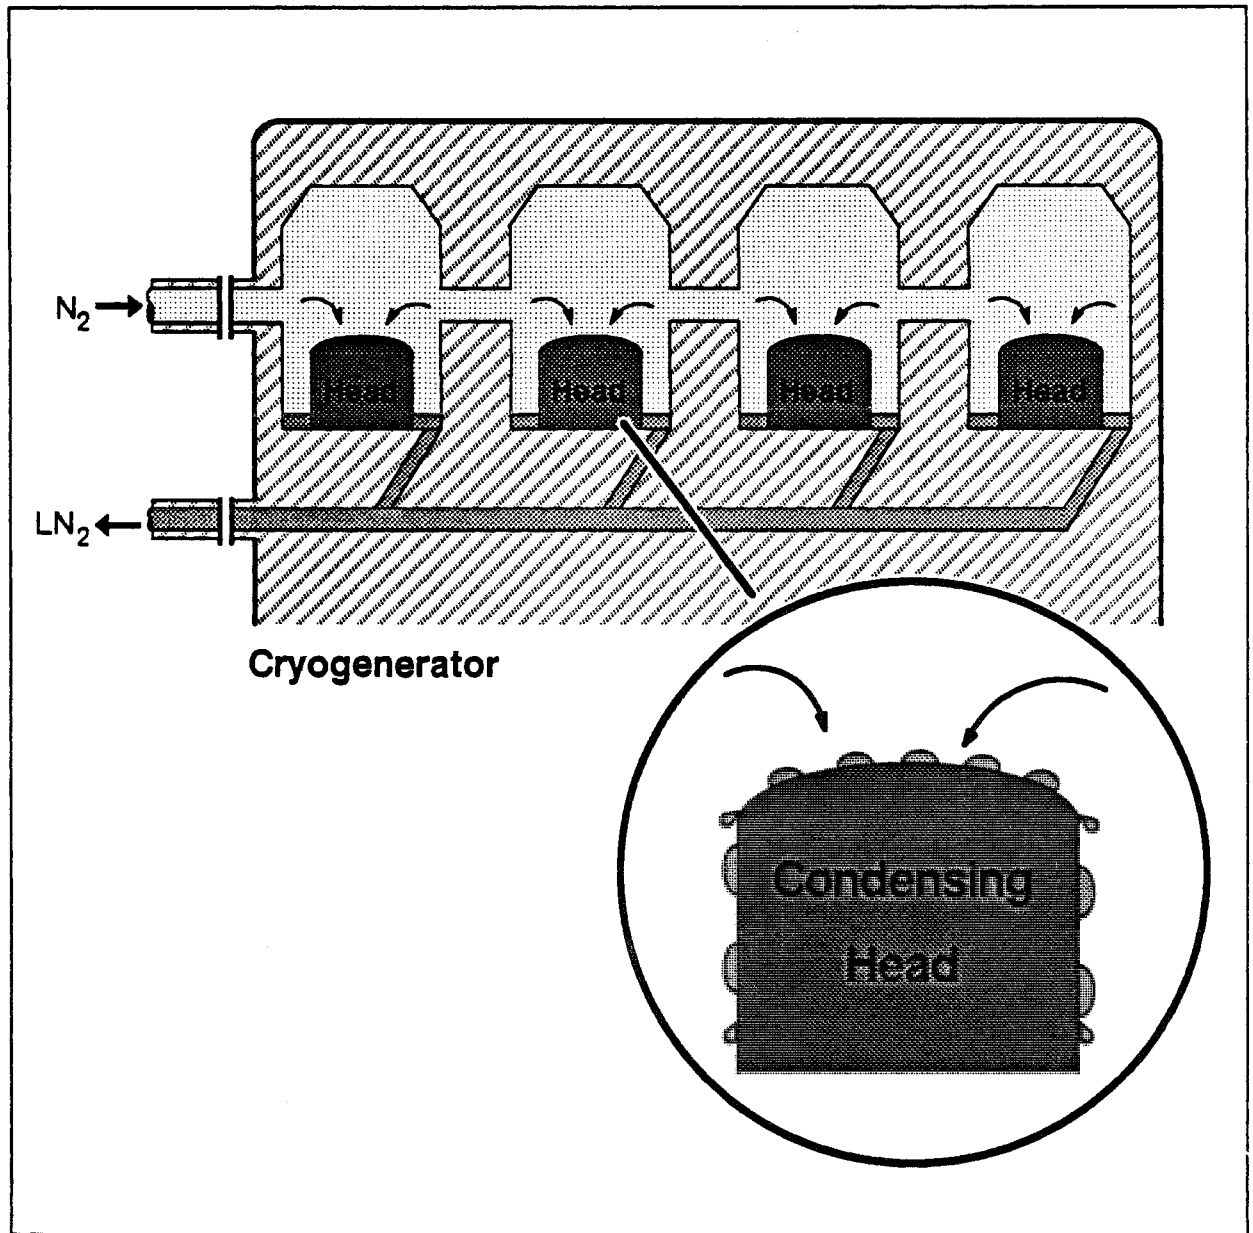 N₂
Head Head Head Head
LN₂
Cryogenerator
Condensing
Head